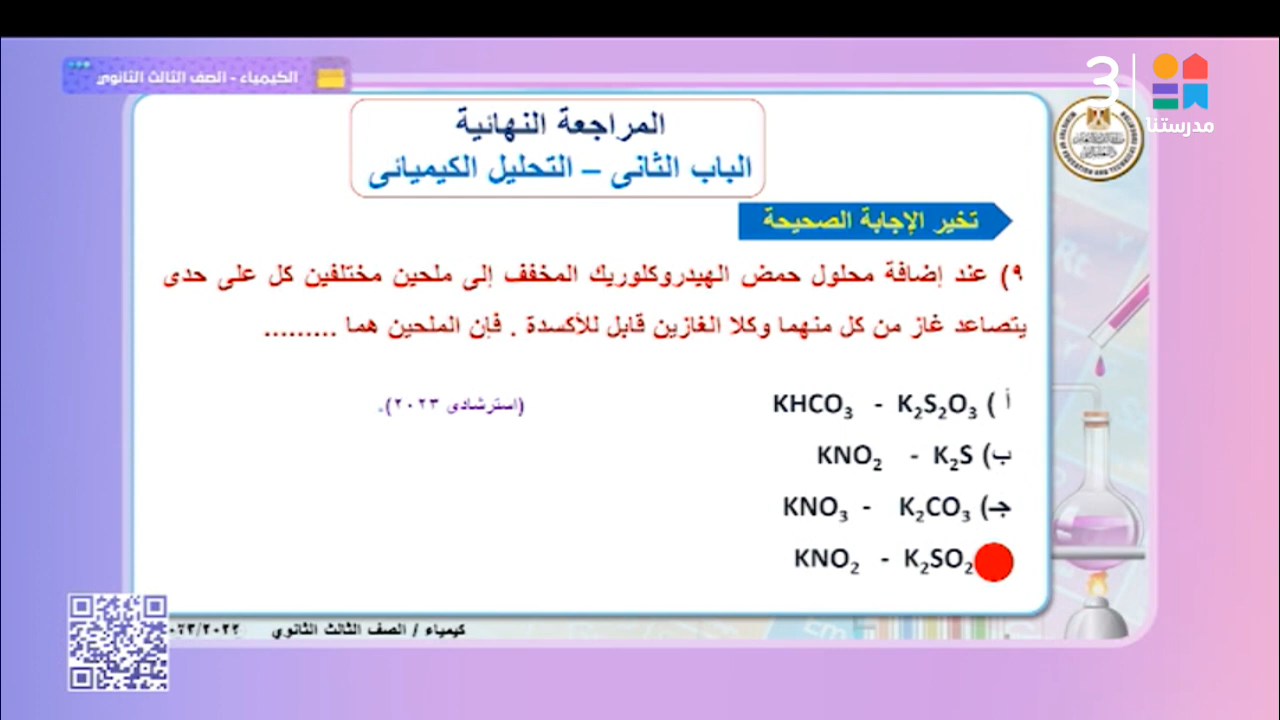 الكيمياء - الصف الثالث الثانوي
3
مدرستنا
المراجعة النهائية
الباب الثانى – التحليل الكيميائى
تخير الإجابة الصحيحة
٩) عند إضافة محلول حمض الهيدروكلوريك المخفف إلى ملحين مختلفين كل على حدى
يتصاعد غاز من كل منهما وكلا الغازين قابل للأكسدة . فإن الملحين هما .........
أ ) K₂S₂O₃ - KHCO₃
(استرشادى ٢٠٢٣).
ب) K₂S - KNO₂
جـ) K₂CO₃ - KNO₃
K₂SO₂ - KNO₂
كيمياء / الصف الثالث الثانوي